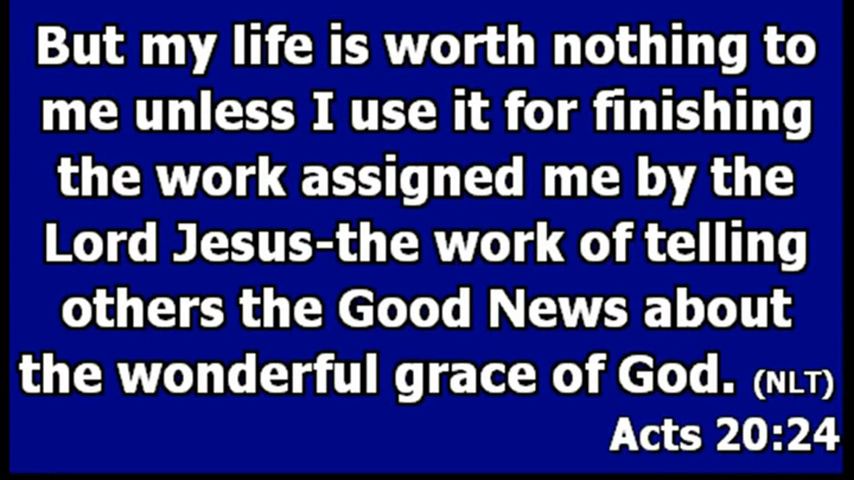 But my life is worth nothing to
me unless I use it for finishing
the work assigned me by the
Lord Jesus-the work of telling
others the Good News about
the wonderful grace of God. (NLT)
Acts 20:24